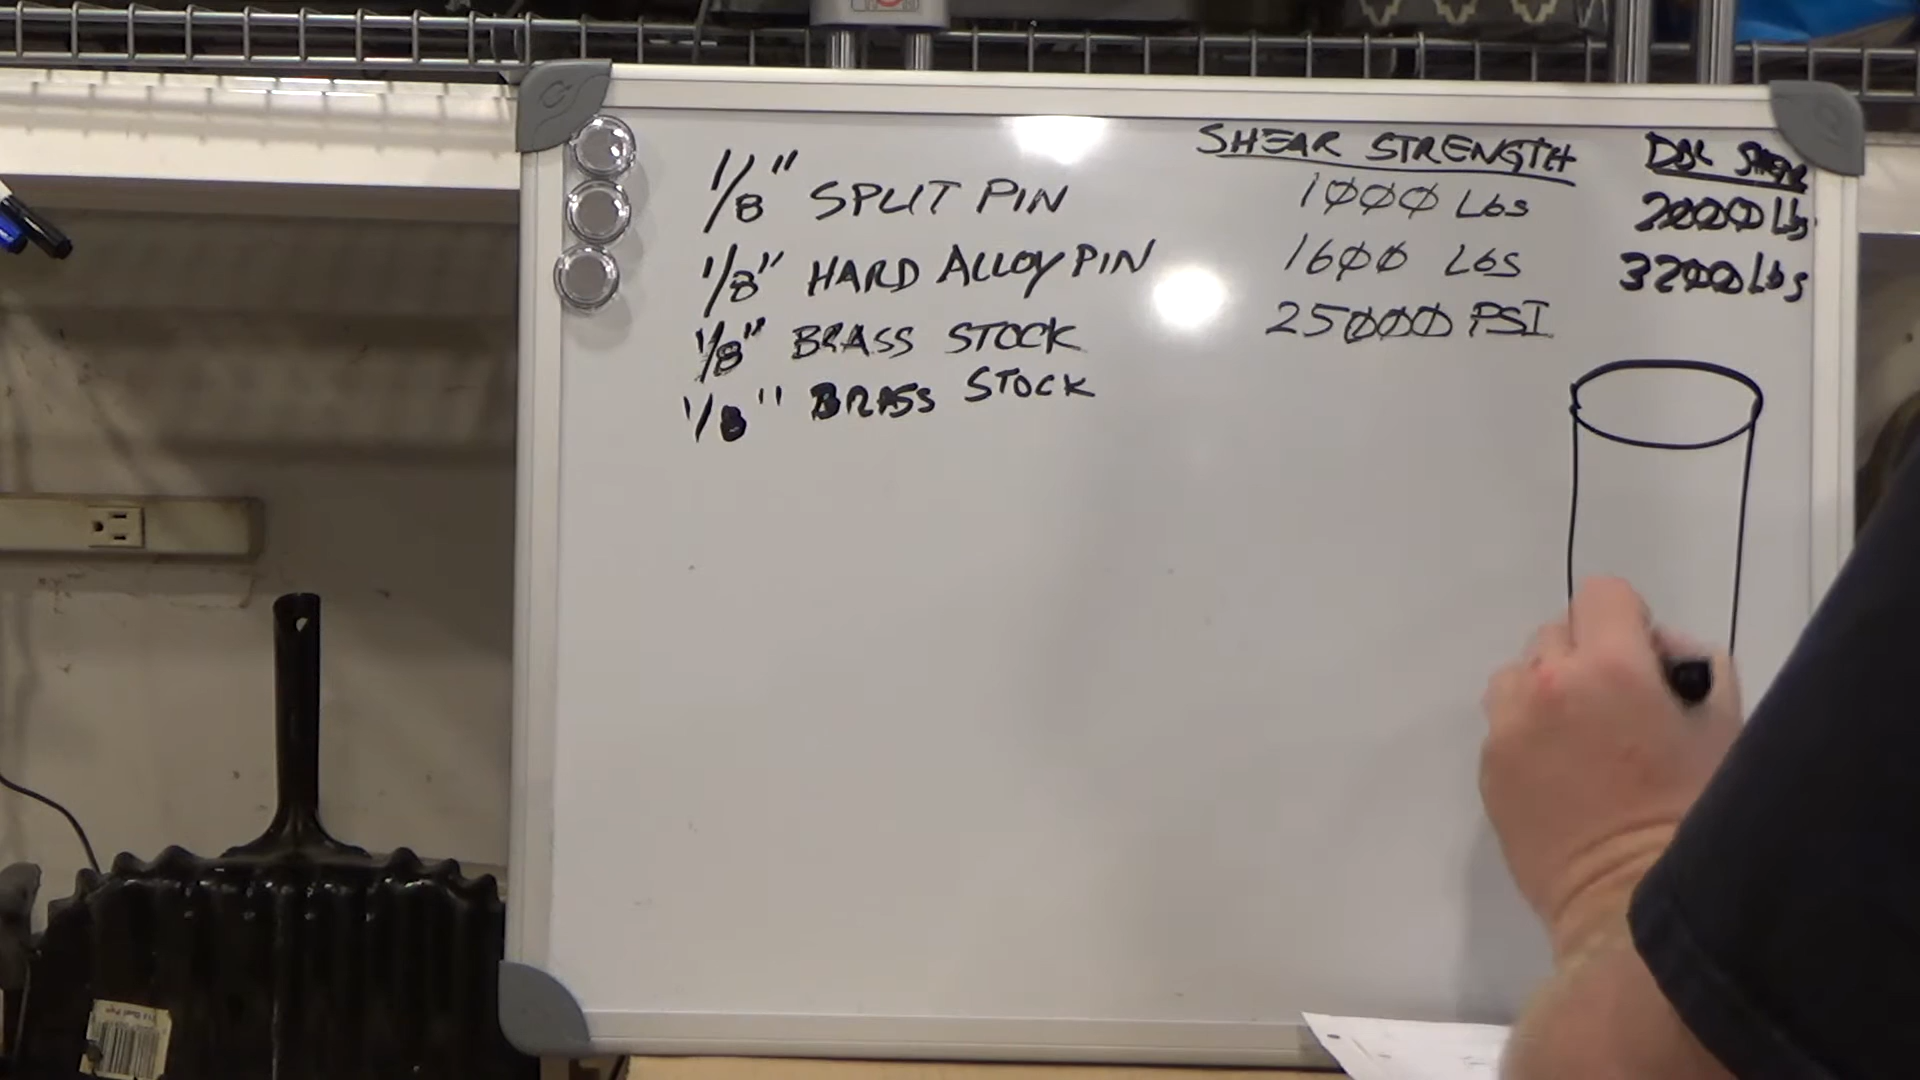 SHEAR STRENGTH DBL SHEAR
1/8" SPLIT PIN 1000 Lbs 2000 Lbs
1/8" HARD ALLOY PIN 1600 Lbs 3200 Lbs
1/8" BRASS STOCK 25000 PSI
1/8" BRASS STOCK